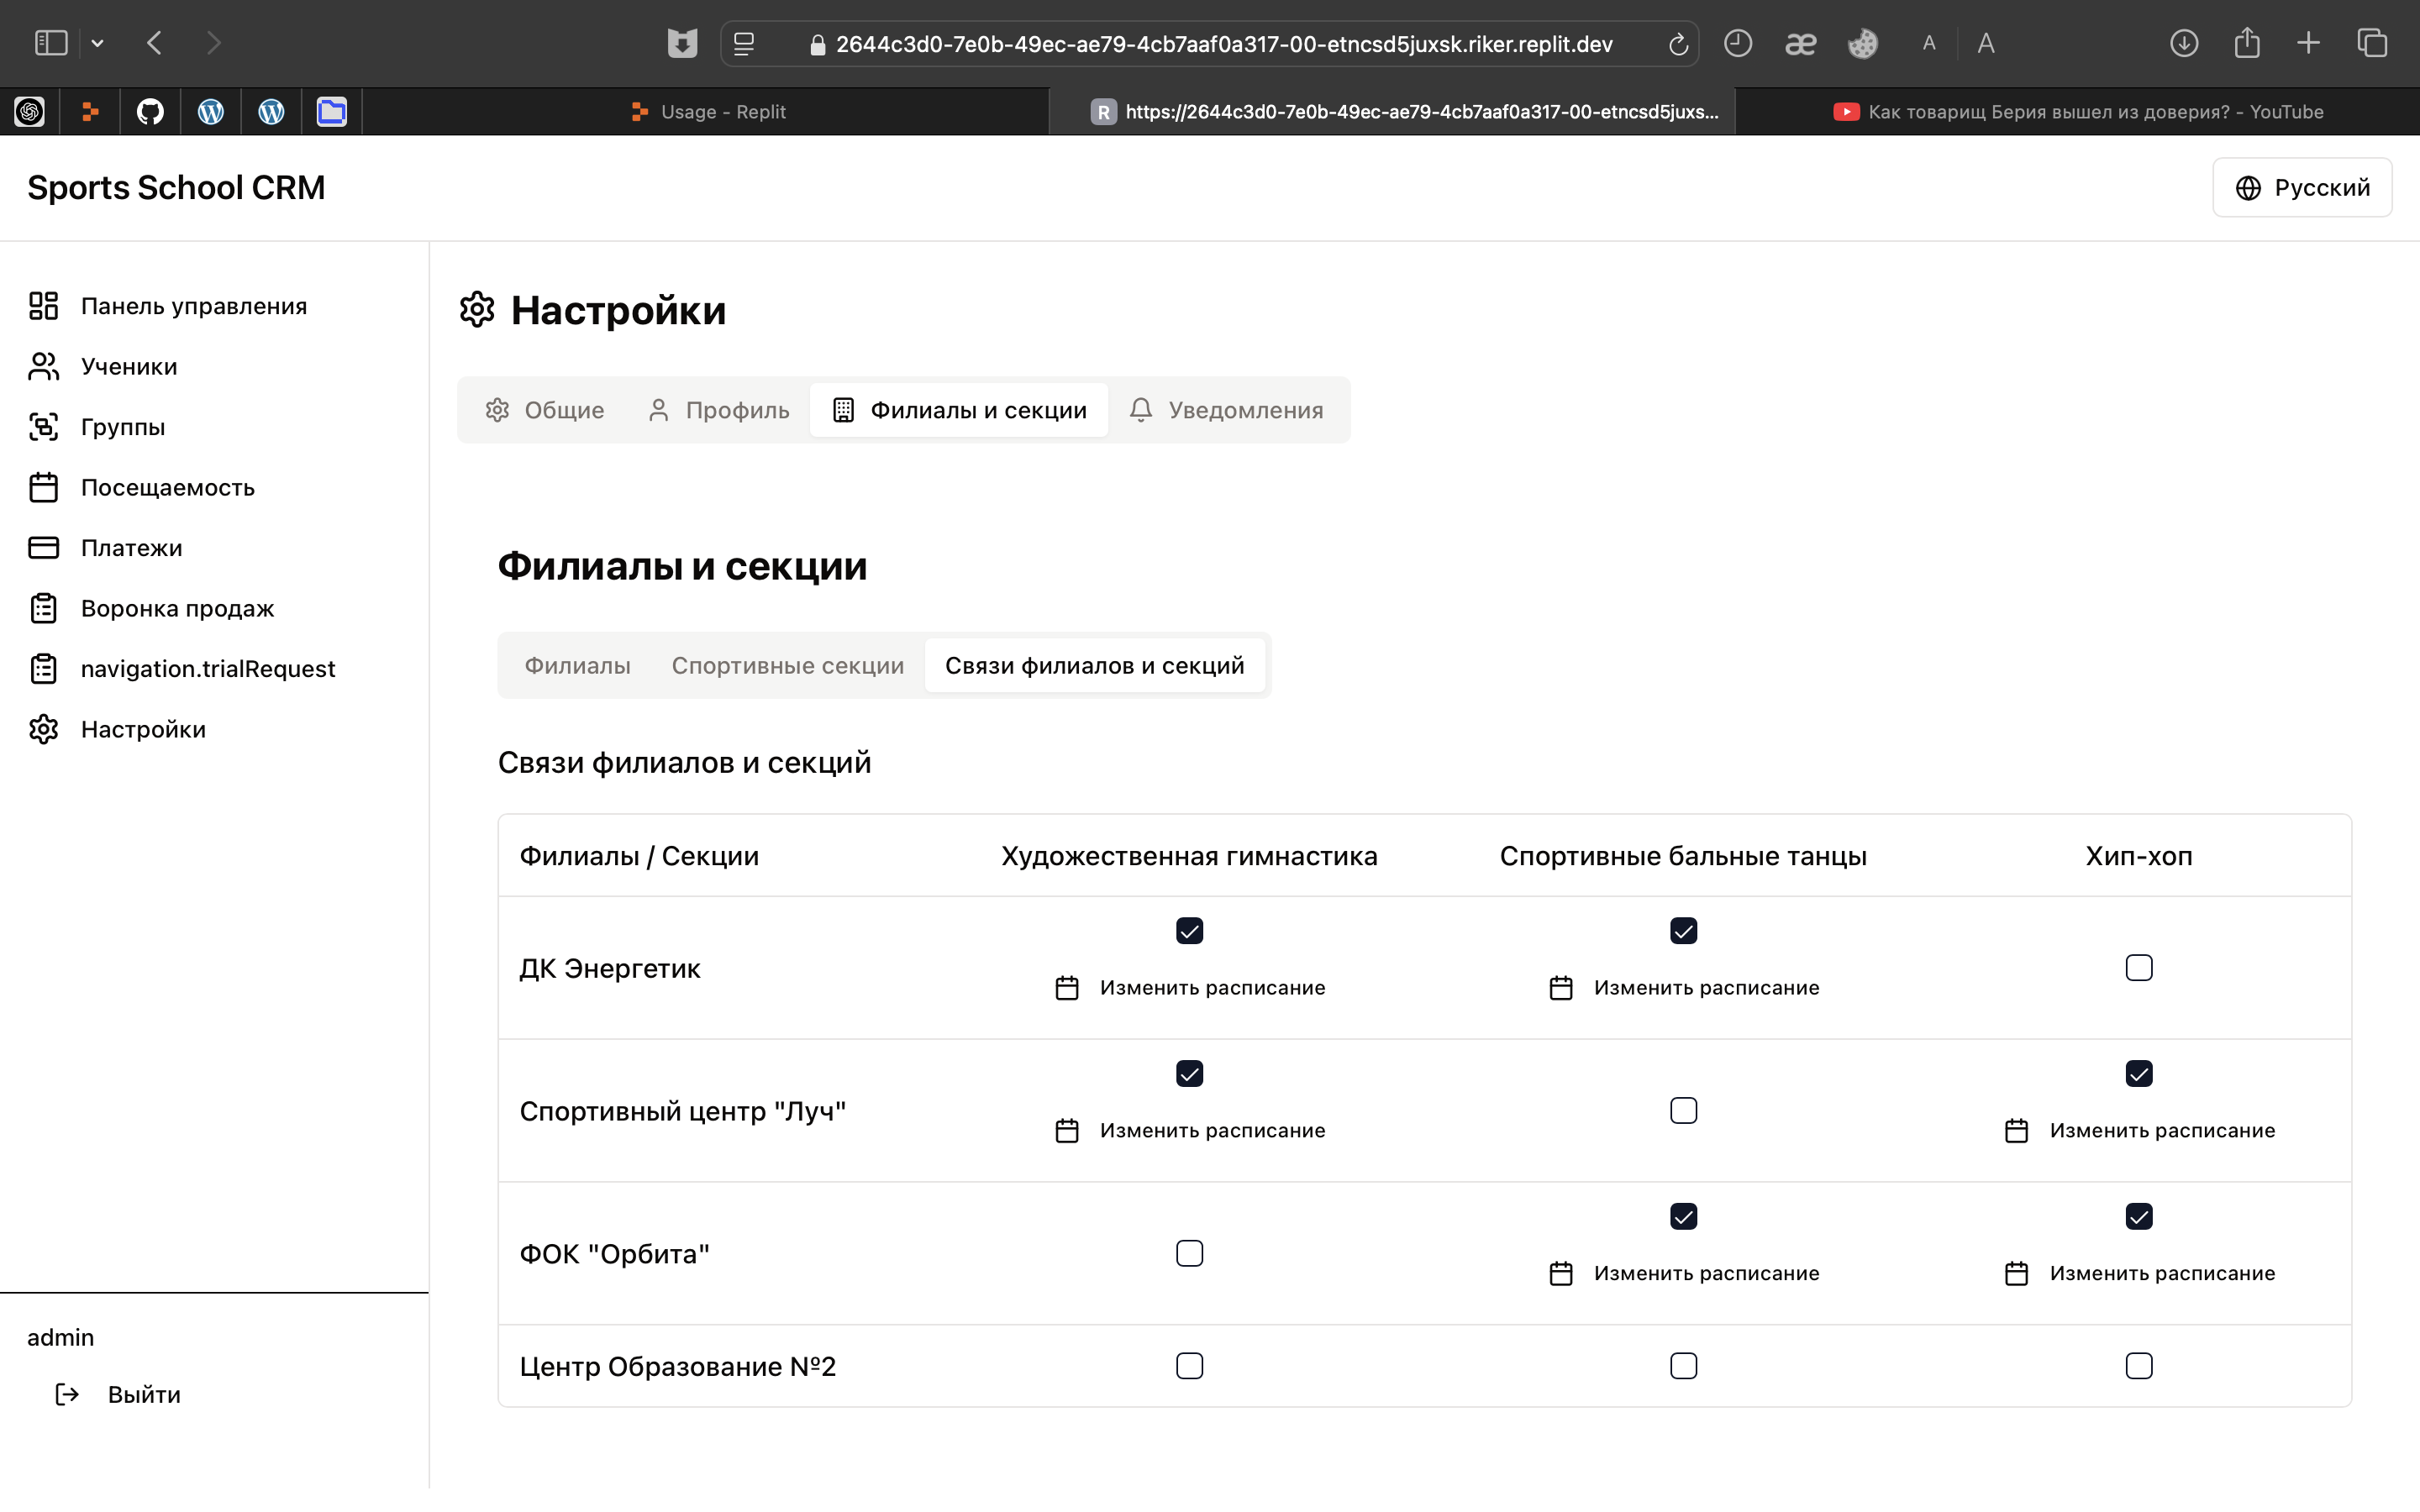 2644c3d0-7e0b-49ec-ae79-4cb7aaf0a317-00-etncsd5juxsk.riker.replit.dev
A A
Usage - Replit
R https://2644c3d0-7e0b-49ec-ae79-4cb7aaf0a317-00-etncsd5juxs...
Как товарищ Берия вышел из доверия? - YouTube
Sports School CRM
Русский
Панель управления
Ученики
Группы
Посещаемость
Платежи
Воронка продаж
navigation.trialRequest
Настройки
admin
Выйти
Настройки
Общие Профиль Филиалы и секции Уведомления
Филиалы и секции
Филиалы Спортивные секции Связи филиалов и секций
Связи филиалов и секций
Филиалы / Секции Художественная гимнастика Спортивные бальные танцы Хип-хоп
ДК Энергетик
Изменить расписание Изменить расписание
Спортивный центр "Луч"
Изменить расписание Изменить расписание
ФОК "Орбита"
Изменить расписание Изменить расписание
Центр Образование №2